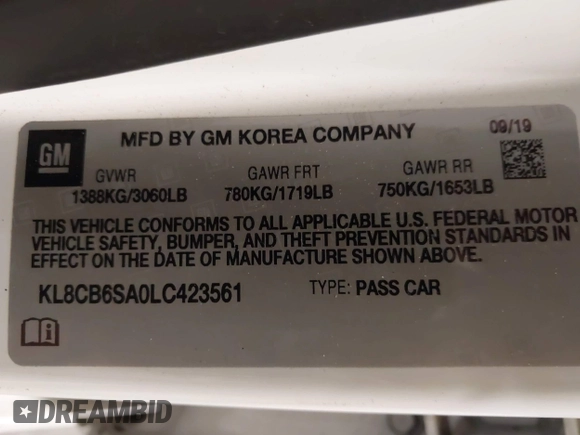 MFD BY GM KOREA COMPANY 09/19
GM
GVWR GAWR FRT GAWR RR
1388KG/3060LB 780KG/1719LB 750KG/1653LB
THIS VEHICLE CONFORMS TO ALL APPLICABLE U.S. FEDERAL MOTOR
VEHICLE SAFETY, BUMPER, AND THEFT PREVENTION STANDARDS IN
EFFECT ON THE DATE OF MANUFACTURE SHOWN ABOVE.
KL8CB6SA0LC423561 TYPE: PASS CAR
DREAMBID